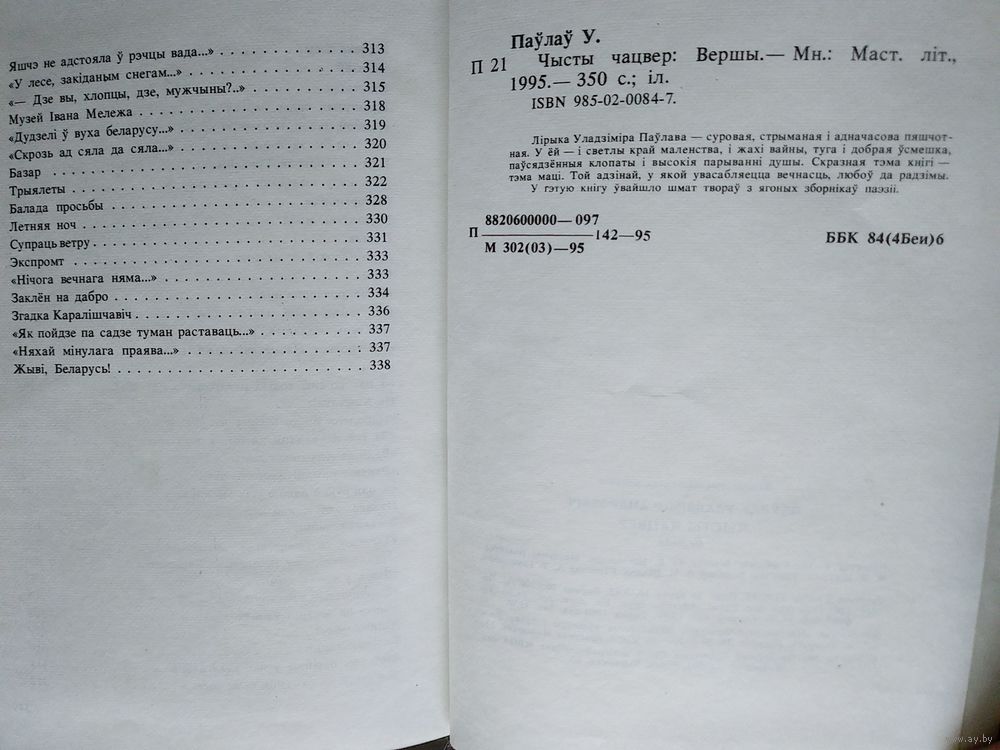 Яшчэ не адстояла ў рэчцы вада...» 313
«У лесе, закіданым снегам...» 314
«— Дзе вы, хлопцы, дзе, мужчыны?..» 315
Музей Івана Мележа 318
«Дудзелі ў вуха беларусу...» 319
«Скрозь ад сяла да сяла...» 320
Базар 321
Трыялеты 322
Балада просьбы 328
Летняя ноч 330
Супраць ветру 331
Экспромт 333
«Нічога вечнага няма...» 333
Заклён на дабро 334
Згадка Каралішчавіч 336
«Як пойдзе па садзе туман раставаць...» 337
«Няхай мінулага праява...» 337
Жыві, Беларусь! 338
Паўлаў У.
П 21 Чысты чацвер: Вершы.— Мн.: Маст. літ.,
1995.— 350 с.; іл.
ISBN 985-02-0084-7.
Лірыка Уладзіміра Паўлава — суровая, стрыманая і адначасова пяшчот-
ная. У ёй — і светлы край маленства, і жахі вайны, туга і добрая ўсмешка,
паўсядзённыя клопаты і высокія парыванні душы. Скразная тэма кнігі —
тэма маці. Той адзінай, у якой увасабляецца вечнасць, любоў да радзімы.
У гэтую кнігу ўвайшло шмат твораў з ягоных зборнікаў паэзіі.
8820600000—097
П 142—95
М 302(03)—95
ББК 84(4Беи)6
www.ay.by